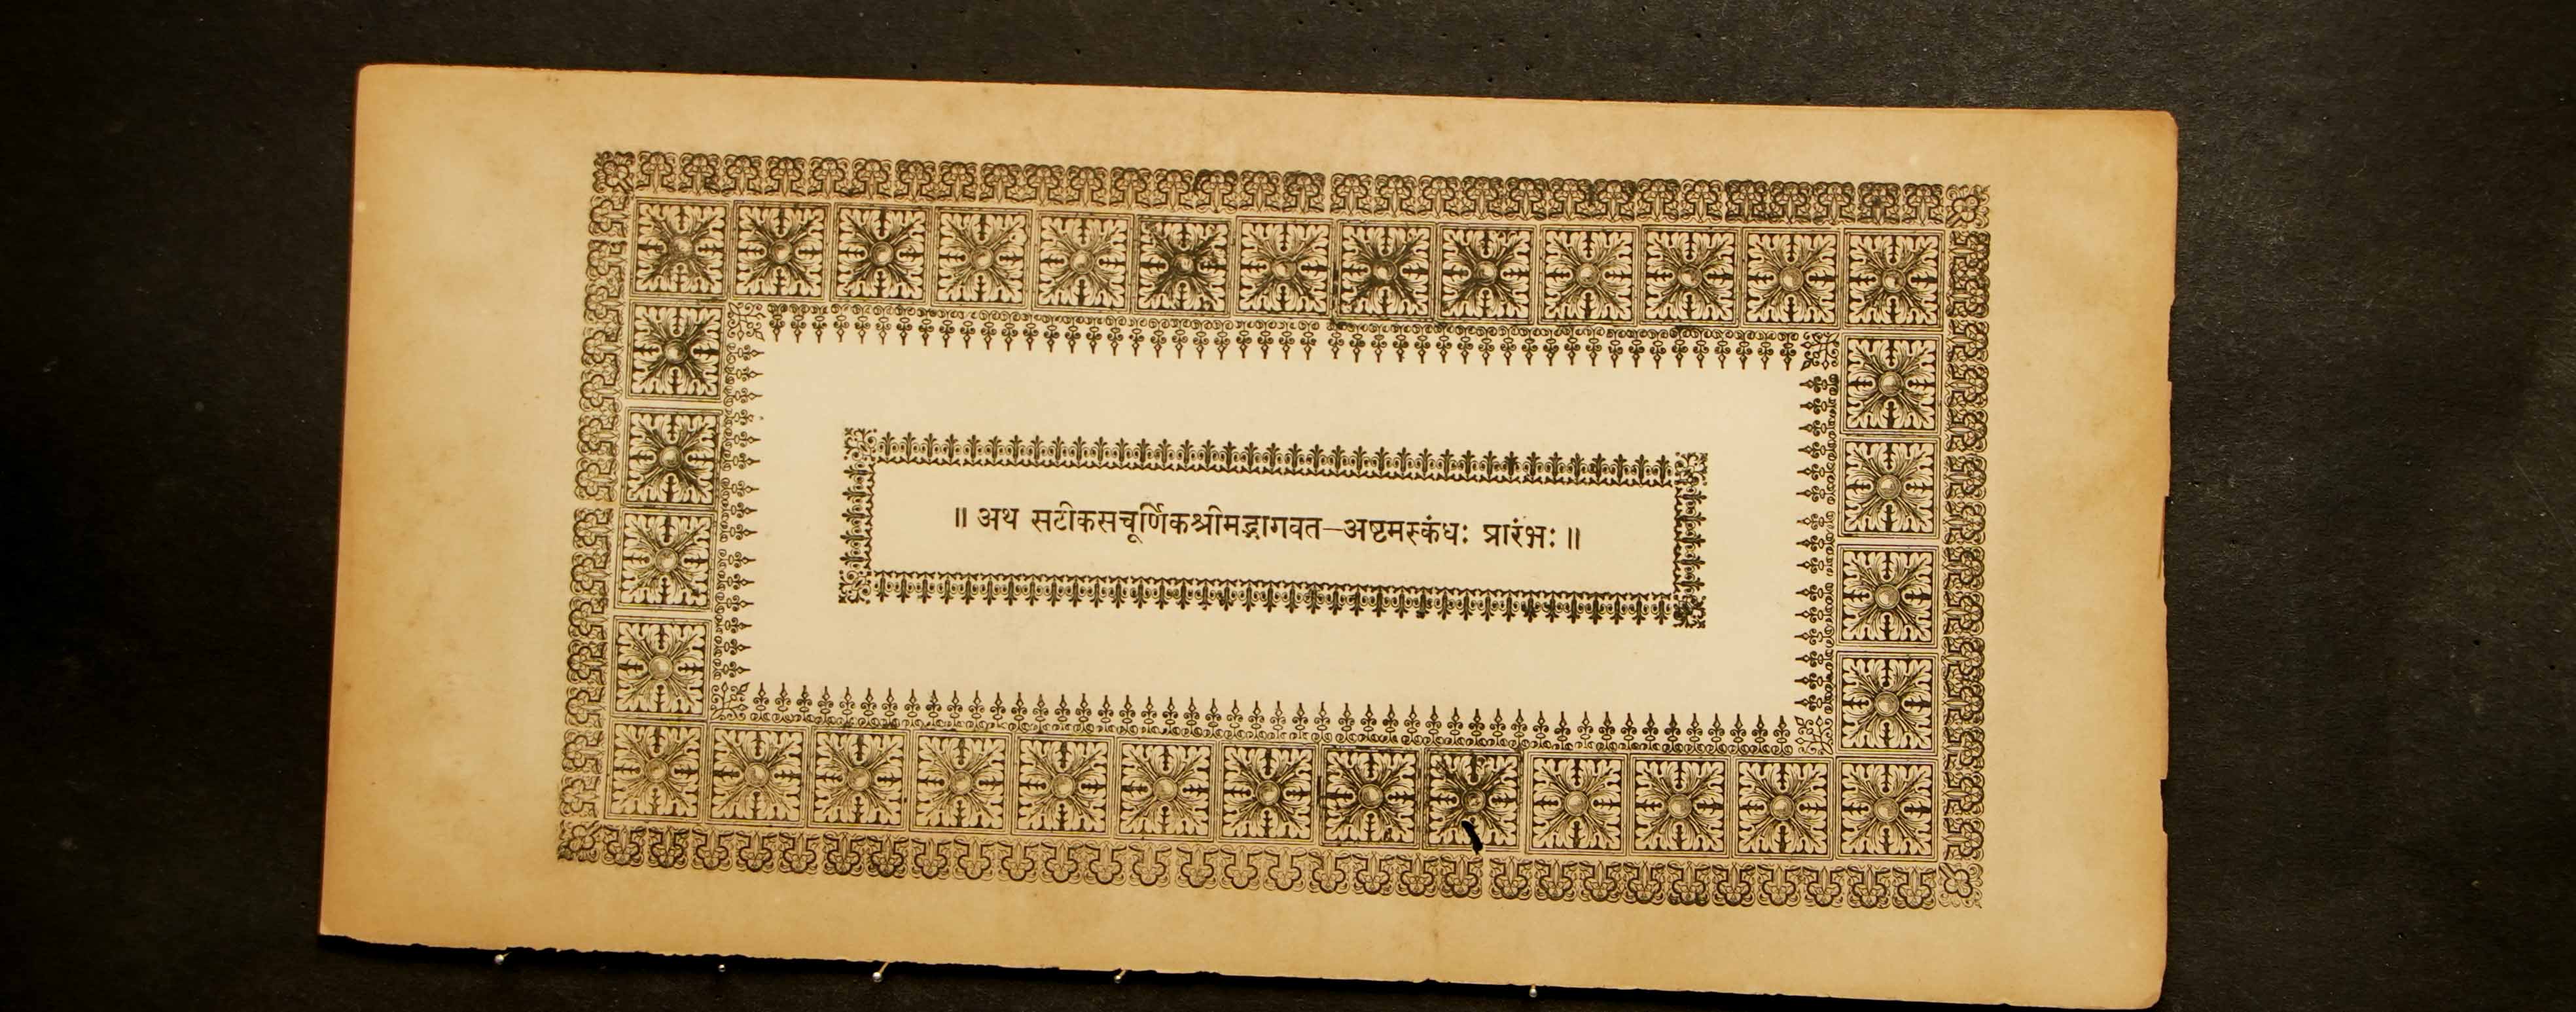 ॥ अथ सटीकसचूर्णिकश्रीमद्भागवत–अष्टमस्कंधः प्रारंभः ॥